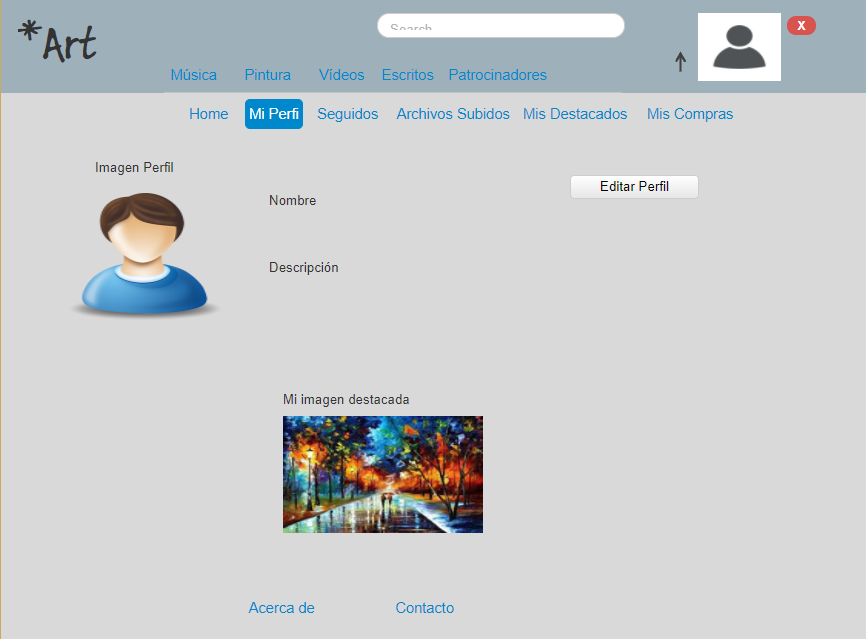 *Art
Search
X
Música Pintura Vídeos Escritos Patrocinadores
Home Mi Perfi Seguidos Archivos Subidos Mis Destacados Mis Compras
Imagen Perfil
Editar Perfil
Nombre
Descripción
Mi imagen destacada
Acerca de Contacto